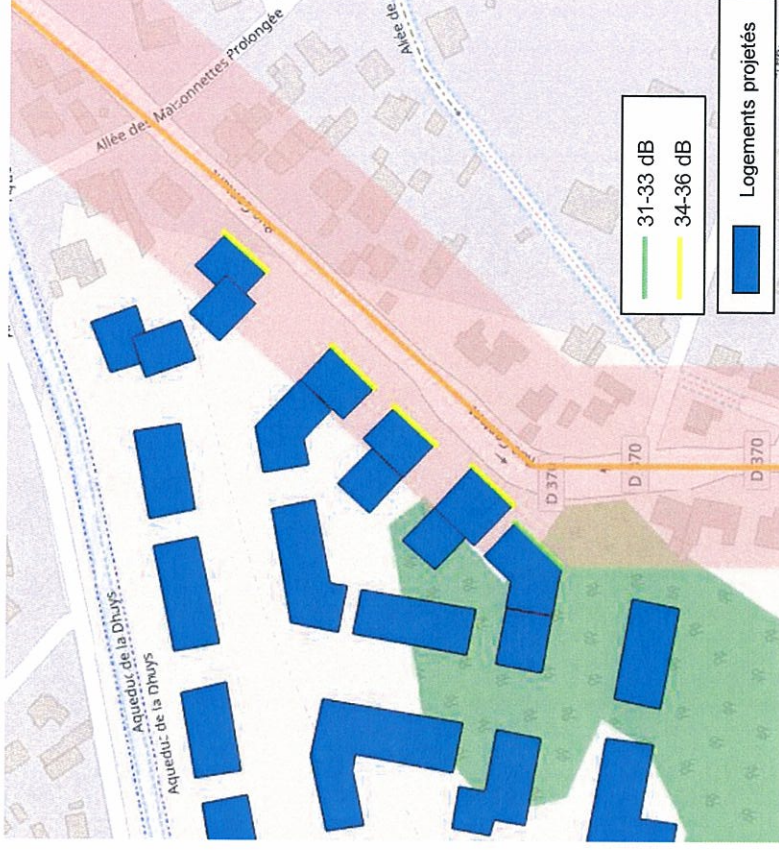 Allée des Maisonnettes Prolongée
Allée de
Aqueduc de la Dhuys
Aqueduc de la Dhuys
D 370
D 370
D 370
31-33 dB
34-36 dB
Logements projetés